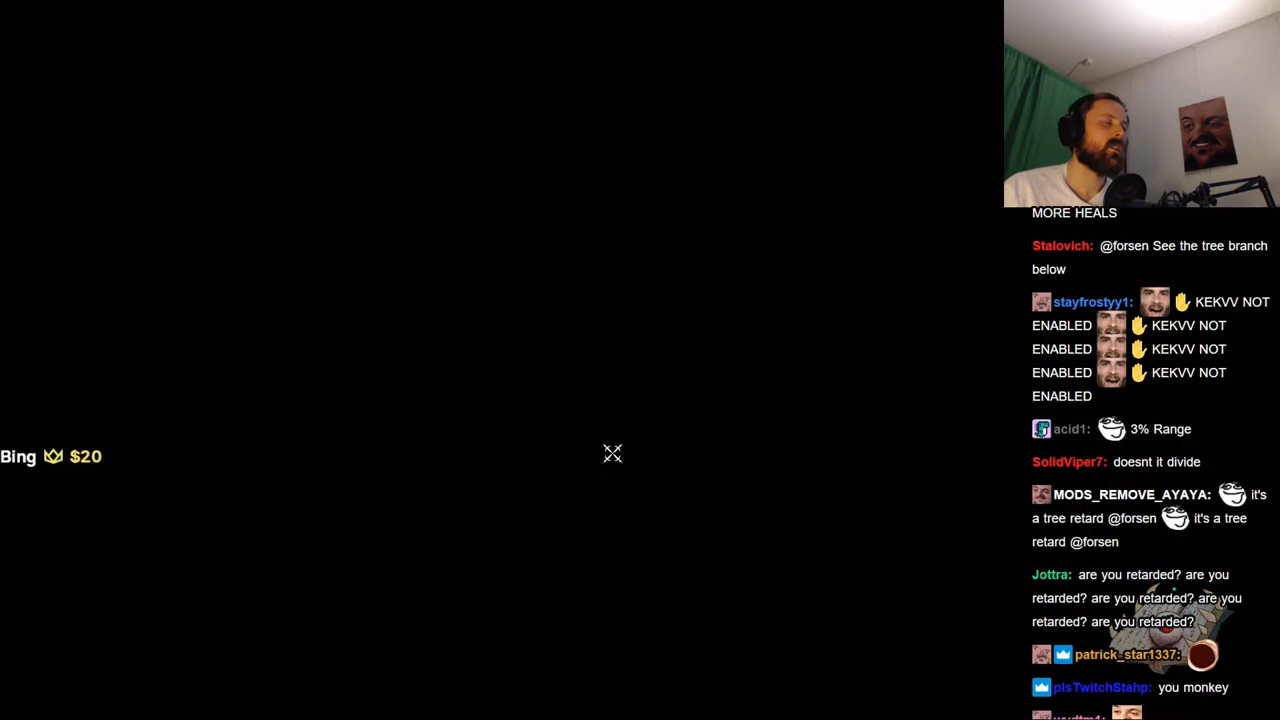 MORE HEALS
Stalovich: @forsen See the tree branch
below
stayfrostyy1: KEKVV NOT
ENABLED KEKVV NOT
ENABLED KEKVV NOT
ENABLED KEKVV NOT
ENABLED
acid1: 3% Range
Bing $20
SolidViper7: doesnt it divide
MODS_REMOVE_AYAYA: it's
a tree retard @forsen it's a tree
retard @forsen
Jottra: are you retarded? are you
retarded? are you retarded? are you
retarded? are you retarded?
patrick_star1337:
plsTwitchStahp: you monkey